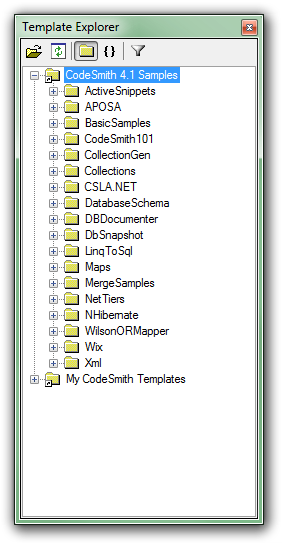 Template Explorer
{}
CodeSmith 4.1 Samples
ActiveSnippets
APOSA
BasicSamples
CodeSmith101
CollectionGen
Collections
CSLA.NET
DatabaseSchema
DBDocumenter
DbSnapshot
LinqToSql
Maps
MergeSamples
NetTiers
NHibernate
WilsonORMapper
Wix
Xml
My CodeSmith Templates